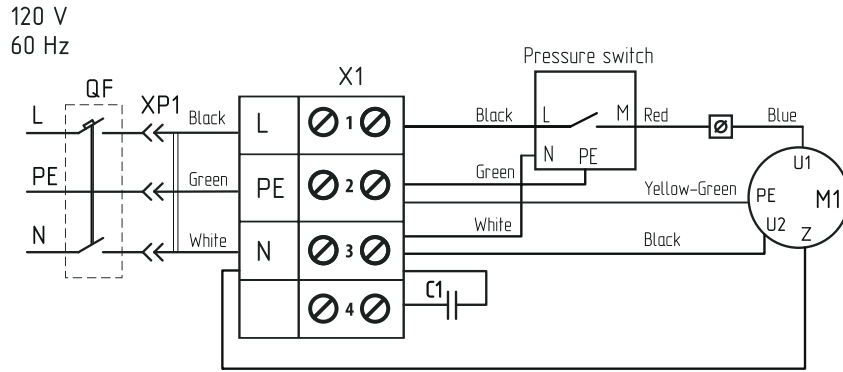 120 V
60 Hz
X1
Pressure switch
QF
XP1
L
Black
L
1
Black
L
M
Red
Blue
N
PE
U1
PE
Green
PE
2
Green
Yellow-Green
PE
M1
U2
N
White
N
3
White
Black
Z
4
C1